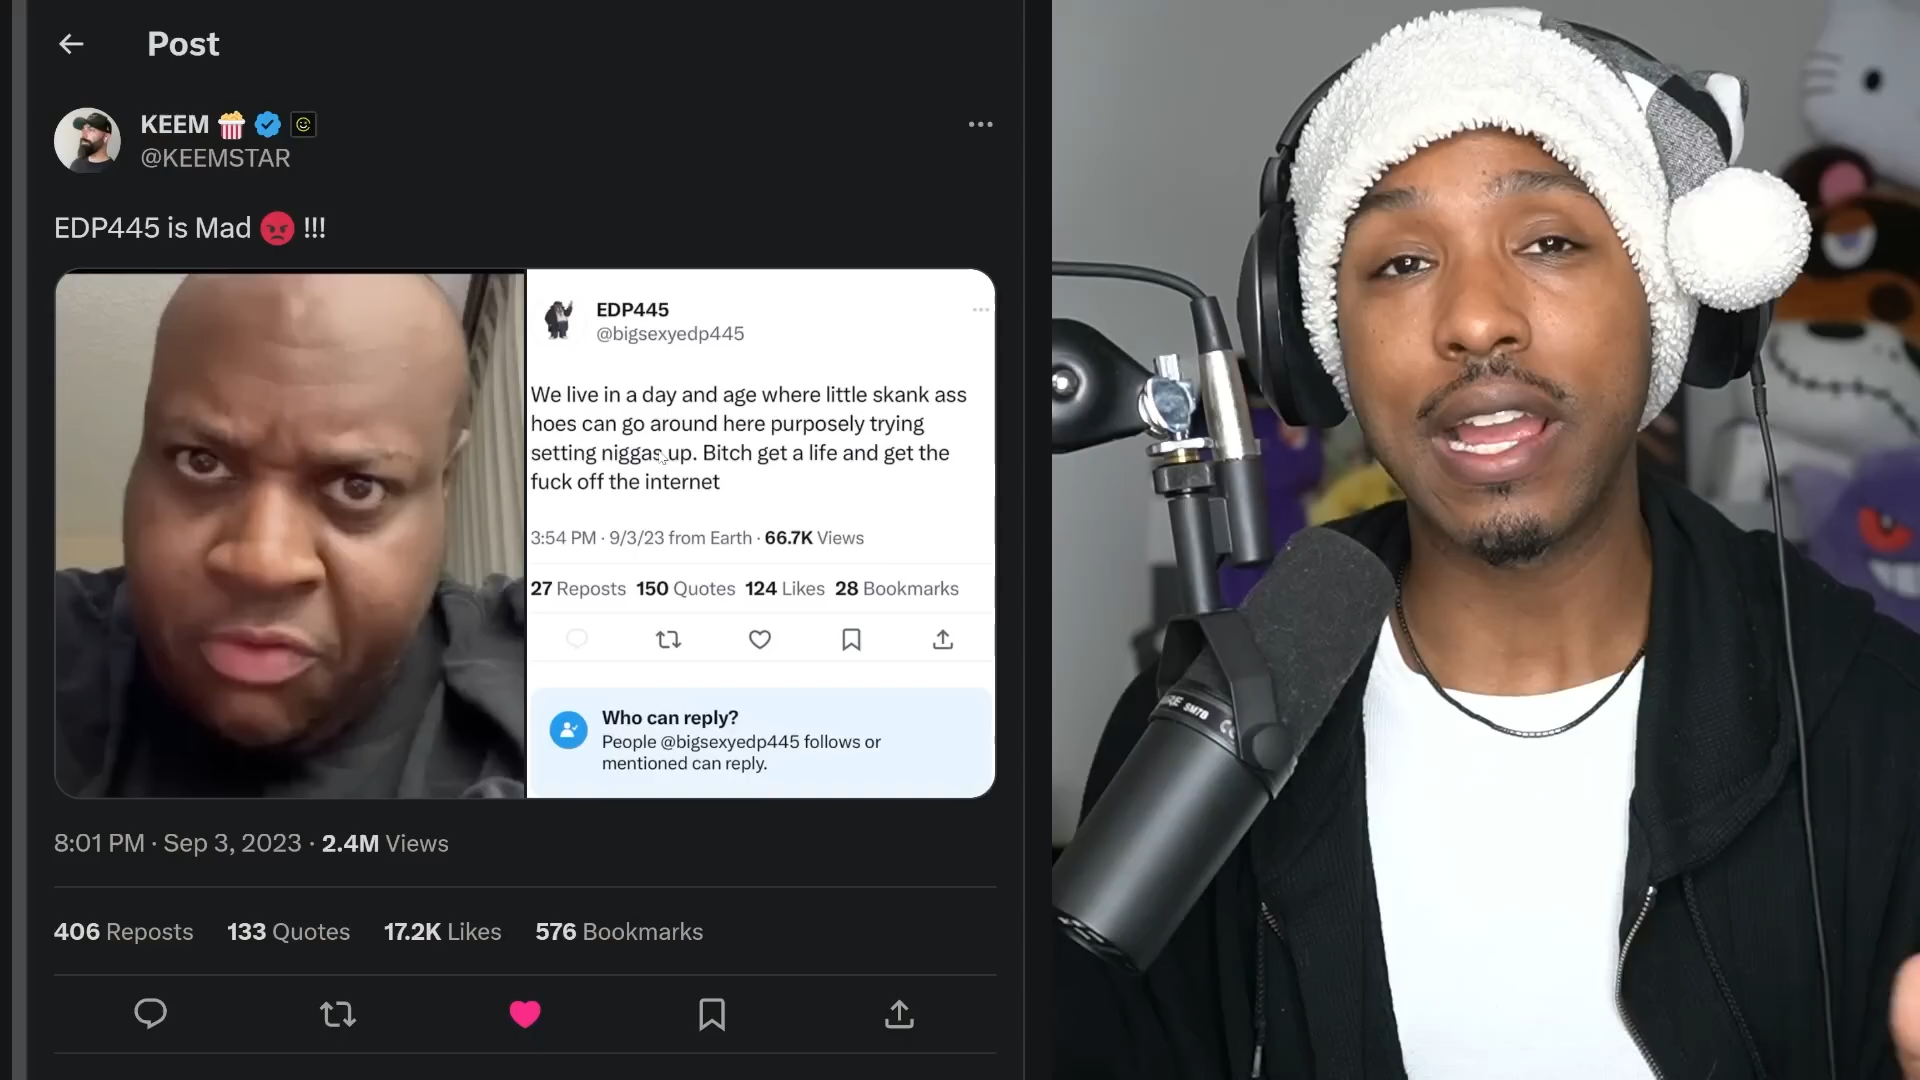 Post
KEEM
@KEEMSTAR
EDP445 is Mad 😡 !!!
EDP445
@bigsexyedp445
We live in a day and age where little skank ass
hoes can go around here purposely trying
setting niggas up. Bitch get a life and get the
fuck off the internet
3:54 PM · 9/3/23 from Earth · 66.7K Views
27 Reposts 150 Quotes 124 Likes 28 Bookmarks
Who can reply?
People @bigsexyedp445 follows or
mentioned can reply.
8:01 PM · Sep 3, 2023 · 2.4M Views
406 Reposts 133 Quotes 17.2K Likes 576 Bookmarks
SM7B